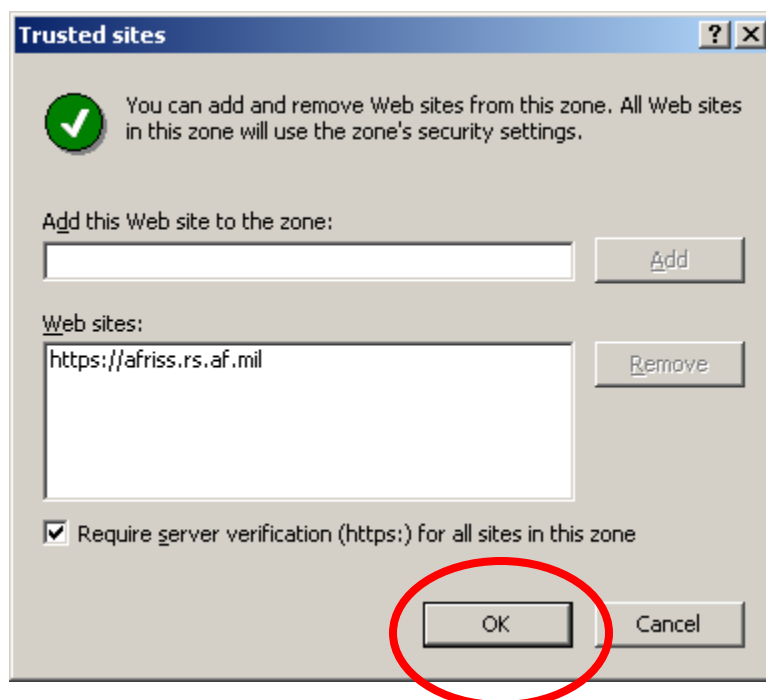 Trusted sites
You can add and remove Web sites from this zone. All Web sites
in this zone will use the zone's security settings.
Add this Web site to the zone:
Add
Web sites:
https://afriss.rs.af.mil
Remove
Require server verification (https:) for all sites in this zone
OK
Cancel